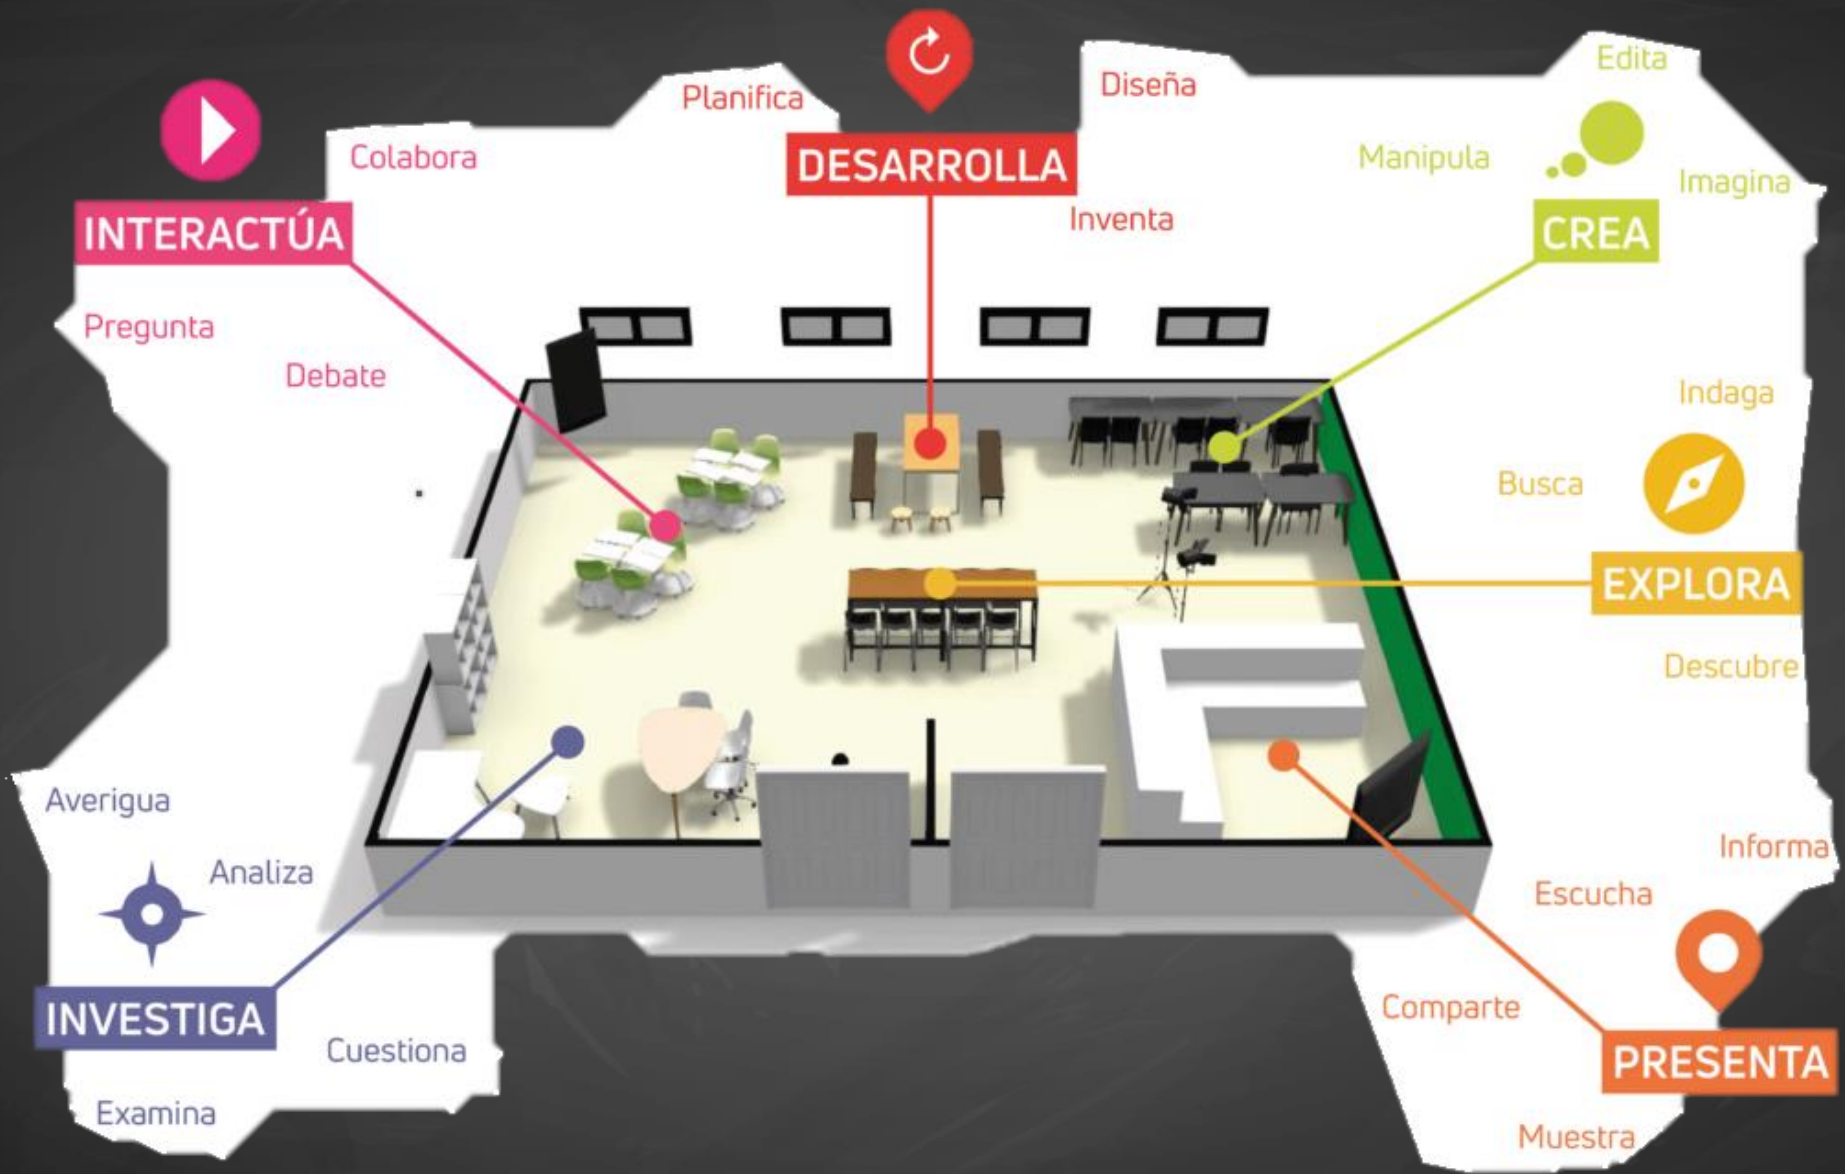 Colabora
INTERACTÚA
Pregunta
Debate
Planifica
DESARROLLA
Diseña
Inventa
Edita
Manipula
Imagina
CREA
Indaga
Busca
EXPLORA
Descubre
Averigua
Analiza
INVESTIGA
Cuestiona
Examina
Informa
Escucha
Comparte
PRESENTA
Muestra